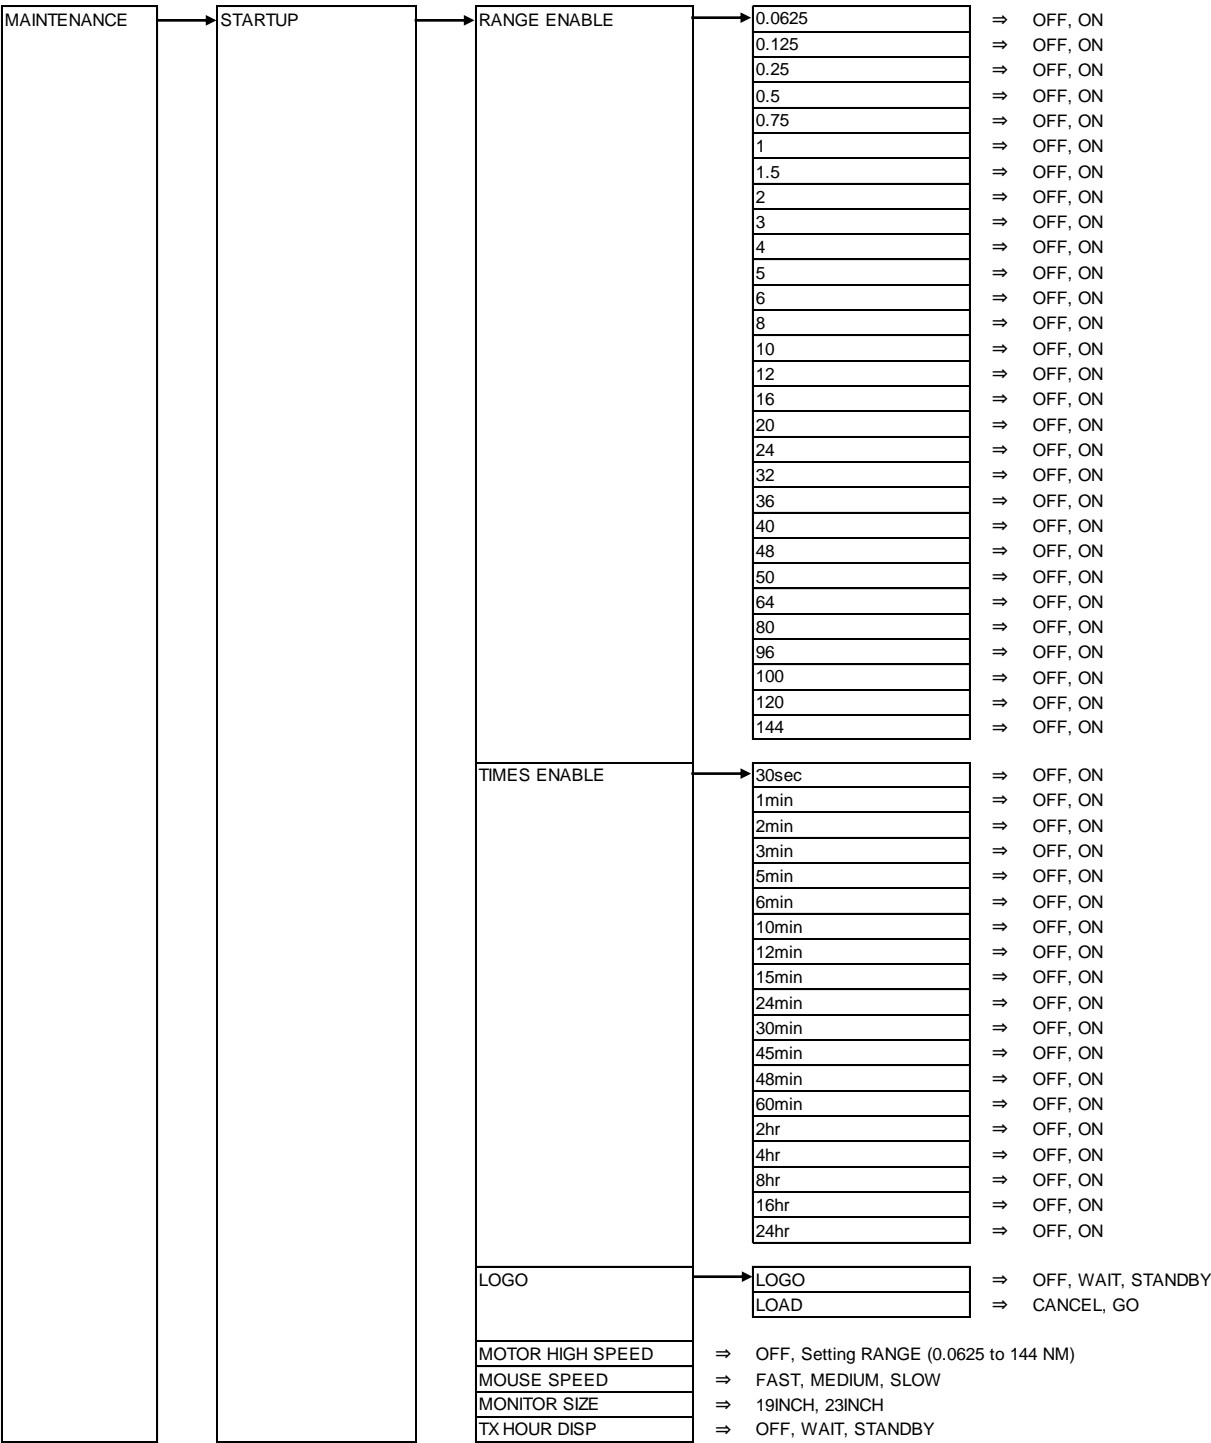 MAINTENANCE STARTUP RANGE ENABLE 0.0625 ⇒ OFF, ON
0.125 ⇒ OFF, ON
0.25 ⇒ OFF, ON
0.5 ⇒ OFF, ON
0.75 ⇒ OFF, ON
1 ⇒ OFF, ON
1.5 ⇒ OFF, ON
2 ⇒ OFF, ON
3 ⇒ OFF, ON
4 ⇒ OFF, ON
5 ⇒ OFF, ON
6 ⇒ OFF, ON
8 ⇒ OFF, ON
10 ⇒ OFF, ON
12 ⇒ OFF, ON
16 ⇒ OFF, ON
20 ⇒ OFF, ON
24 ⇒ OFF, ON
32 ⇒ OFF, ON
36 ⇒ OFF, ON
40 ⇒ OFF, ON
48 ⇒ OFF, ON
50 ⇒ OFF, ON
64 ⇒ OFF, ON
80 ⇒ OFF, ON
96 ⇒ OFF, ON
100 ⇒ OFF, ON
120 ⇒ OFF, ON
144 ⇒ OFF, ON
TIMES ENABLE 30sec ⇒ OFF, ON
1min ⇒ OFF, ON
2min ⇒ OFF, ON
3min ⇒ OFF, ON
5min ⇒ OFF, ON
6min ⇒ OFF, ON
10min ⇒ OFF, ON
12min ⇒ OFF, ON
15min ⇒ OFF, ON
24min ⇒ OFF, ON
30min ⇒ OFF, ON
45min ⇒ OFF, ON
48min ⇒ OFF, ON
60min ⇒ OFF, ON
2hr ⇒ OFF, ON
4hr ⇒ OFF, ON
8hr ⇒ OFF, ON
16hr ⇒ OFF, ON
24hr ⇒ OFF, ON
LOGO LOGO ⇒ OFF, WAIT, STANDBY
LOAD ⇒ CANCEL, GO
MOTOR HIGH SPEED ⇒ OFF, Setting RANGE (0.0625 to 144 NM)
MOUSE SPEED ⇒ FAST, MEDIUM, SLOW
MONITOR SIZE ⇒ 19INCH, 23INCH
TX HOUR DISP ⇒ OFF, WAIT, STANDBY